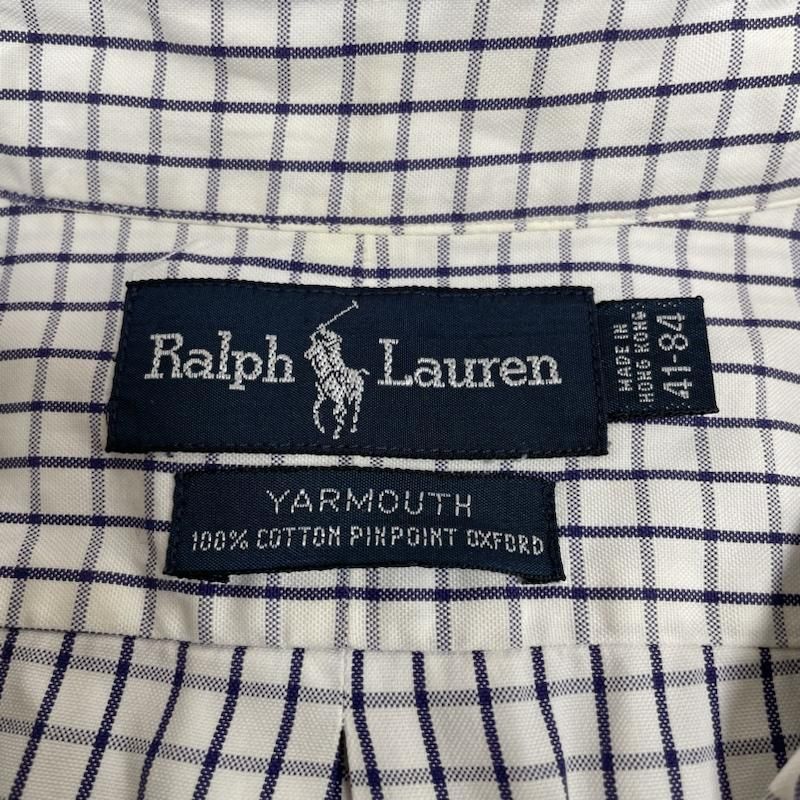 Ralph Lauren
MADE IN
HONG KONG
41-84
YARMOUTH
100% COTTON PINPOINT OXFORD